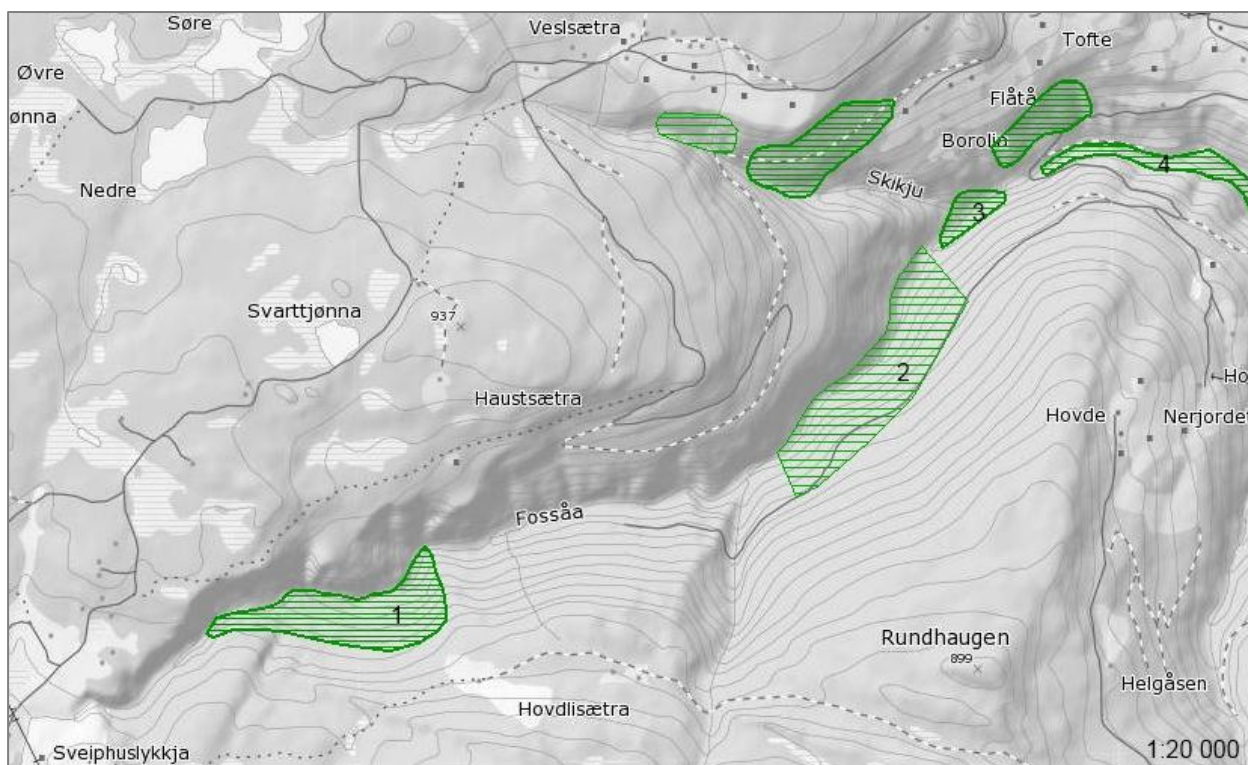 Søre
Veslsætra
Tofte
Øvre
Flåtå
ønna
Borolia
4
Nedre
Skikju
3
Svarttjønna
937
2
←Ho
Haustsætra
Hovde
Nerjordet
Fossåa
1
Rundhaugen
899
Helgåsen
Hovdlisætra
Sveiphuslykkja
1:20 000